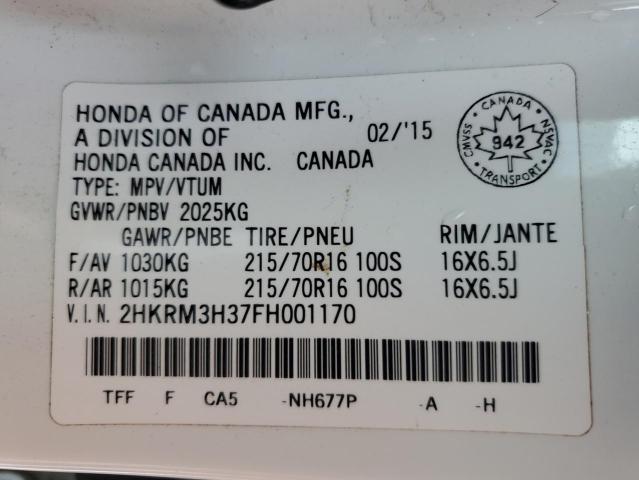 HONDA OF CANADA MFG.,
A DIVISION OF 02/'15
HONDA CANADA INC. CANADA
TYPE: MPV/VTUM
GVWR/PNBV 2025KG
GAWR/PNBE TIRE/PNEU RIM/JANTE
F/AV 1030KG 215/70R16 100S 16X6.5J
R/AR 1015KG 215/70R16 100S 16X6.5J
V.I.N. 2HKRM3H37FH001170
TFF F CA5 -NH677P -A -H
CANADA
CMVSS 942 NSVAC
TRANSPORT